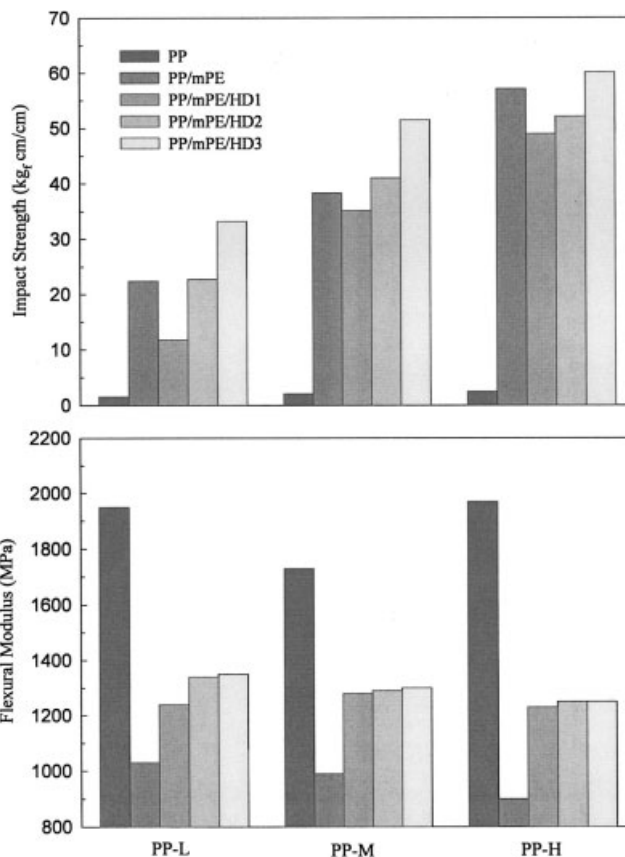 70
60
50
40
30
20
10
0
Impact Strength (kgf cm/cm)
PP
PP/mPE
PP/mPE/HD1
PP/mPE/HD2
PP/mPE/HD3
2200
2000
1800
1600
1400
1200
1000
800
Flexural Modulus (MPa)
PP-L PP-M PP-H